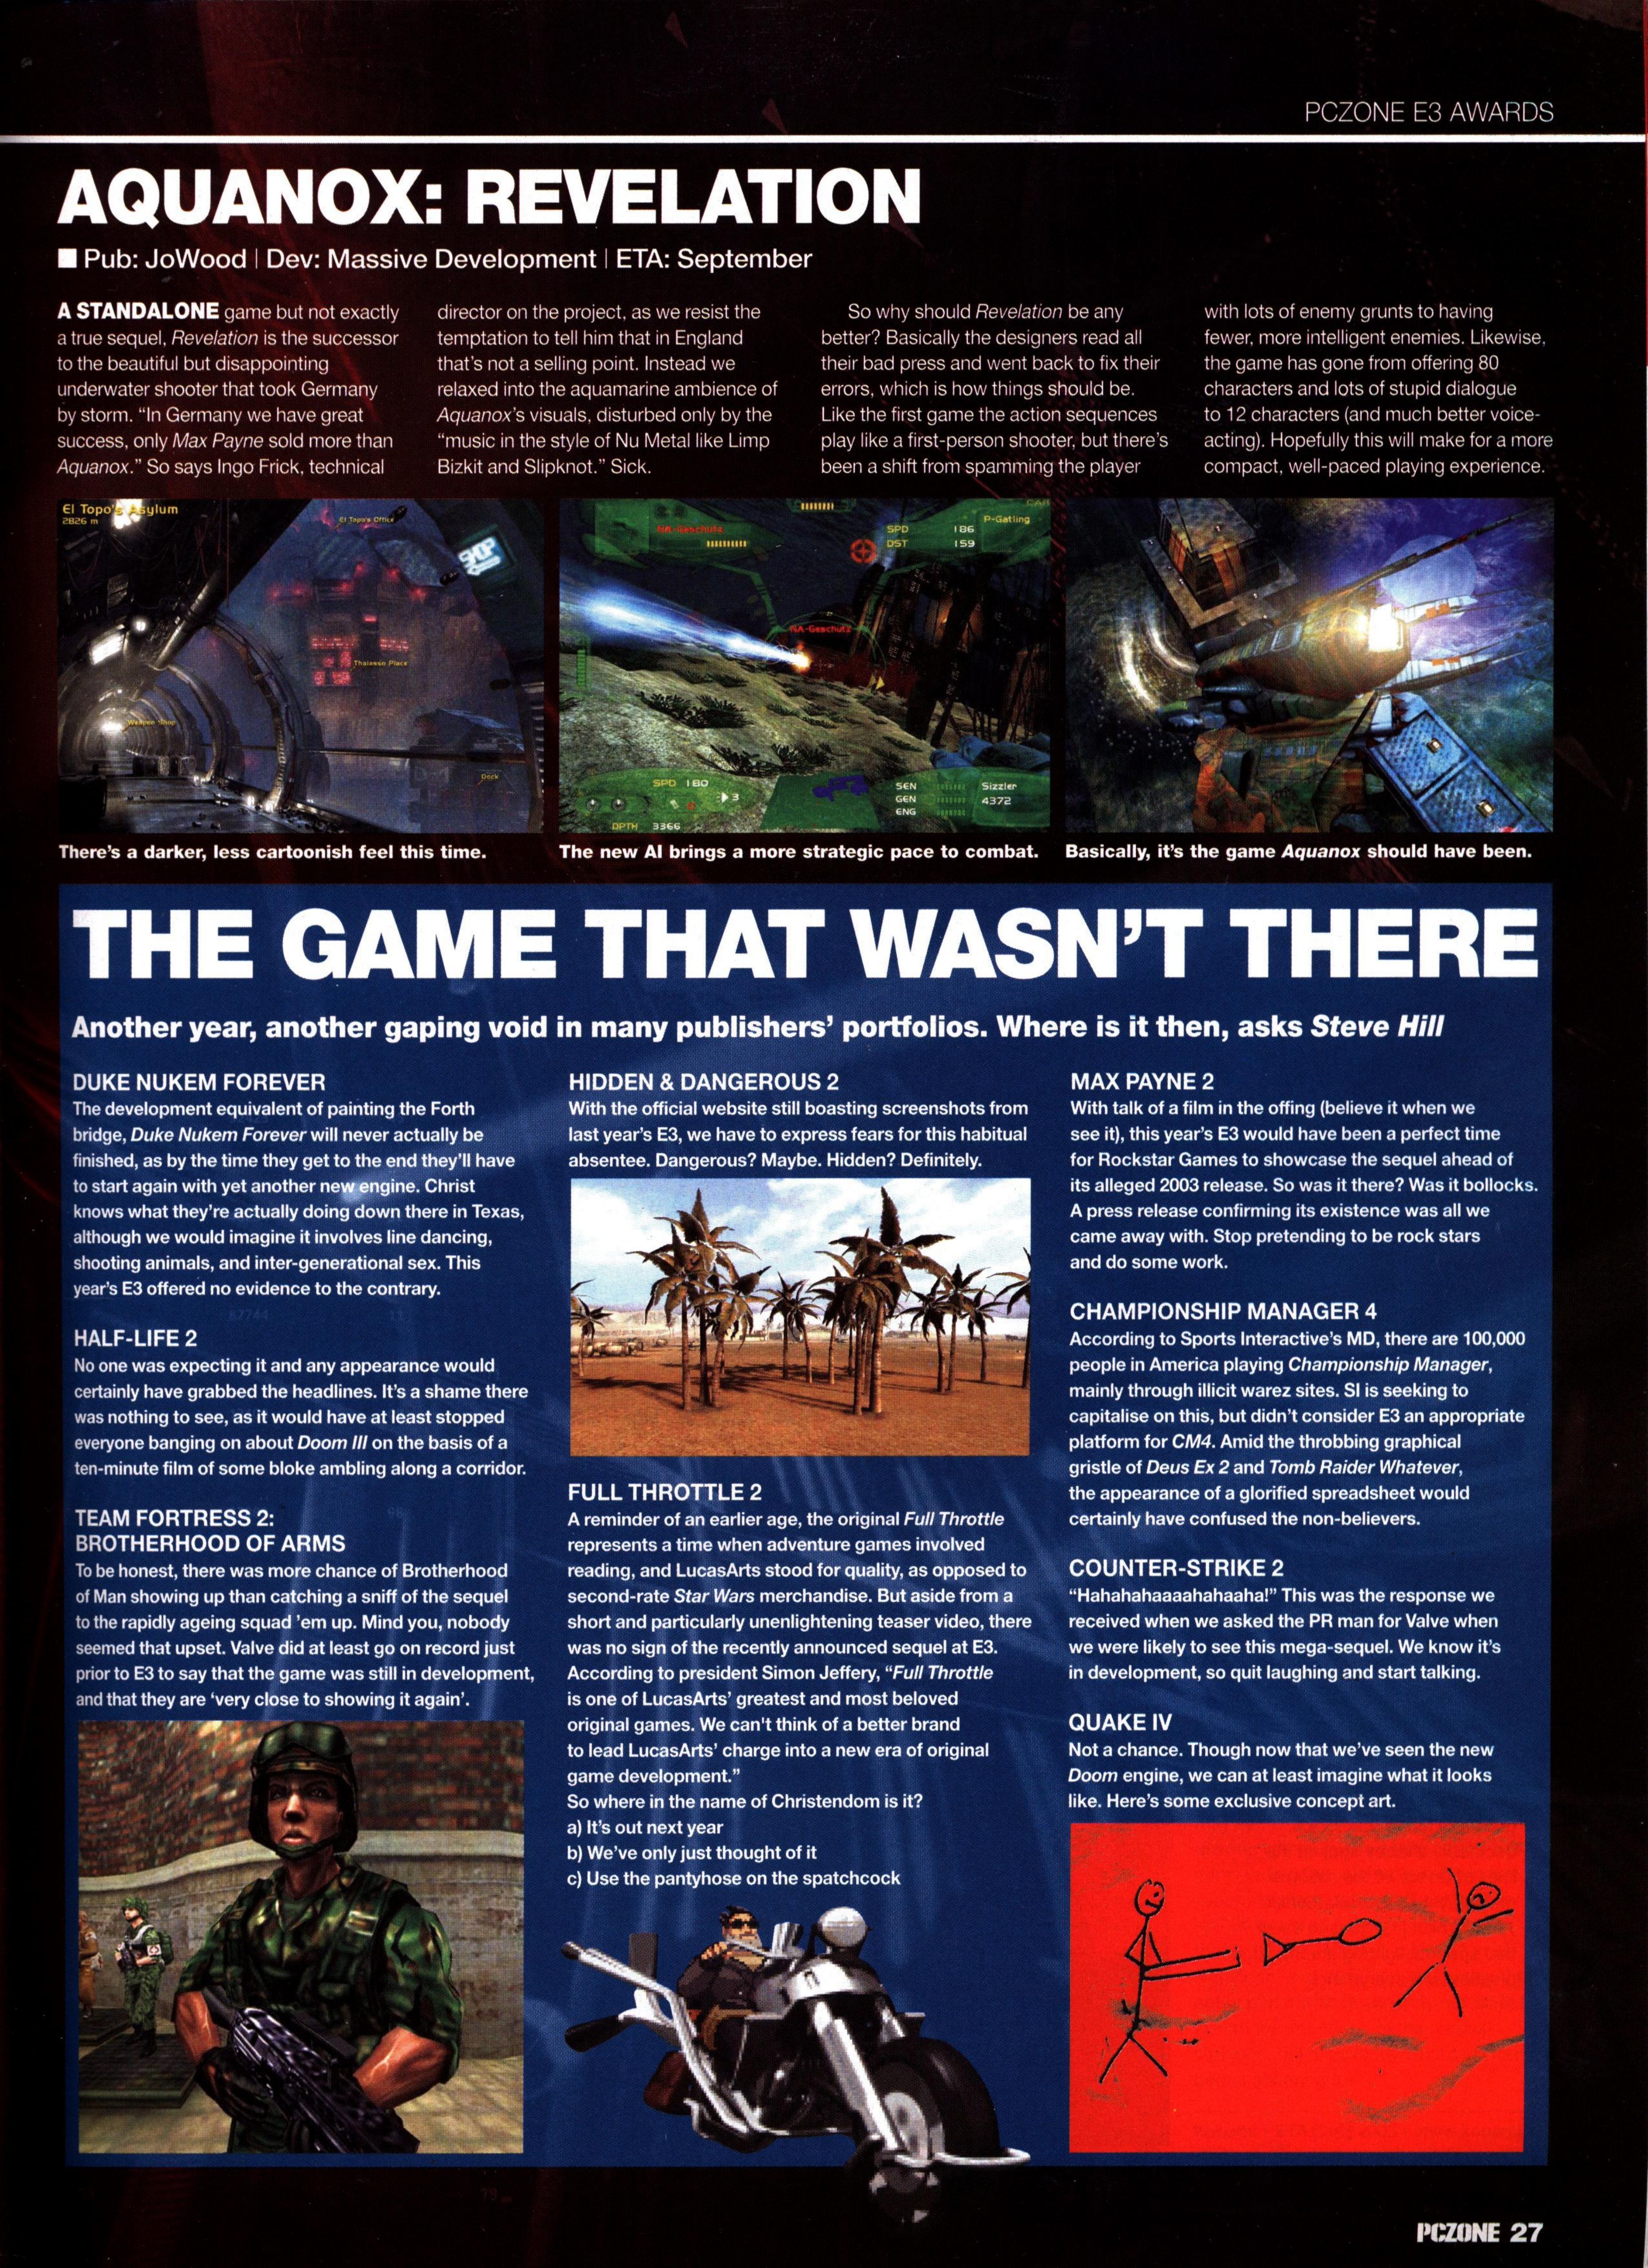 PCZONE E3 AWARDS
AQUANOX: REVELATION
■ Pub: JoWood | Dev: Massive Development | ETA: September
A STANDALONE game but not exactly
a true sequel, Revelation is the successor
to the beautiful but disappointing
underwater shooter that took Germany
by storm. “In Germany we have great
success, only Max Payne sold more than
Aquanox.” So says Ingo Frick, technical
director on the project, as we resist the
temptation to tell him that in England
that's not a selling point. Instead we
relaxed into the aquamarine ambience of
Aquanox's visuals, disturbed only by the
“music in the style of Nu Metal like Limp
Bizkit and Slipknot.” Sick.
So why should Revelation be any
better? Basically the designers read all
their bad press and went back to fix their
errors, which is how things should be.
Like the first game the action sequences
play like a first-person shooter, but there's
been a shift from spamming the player
with lots of enemy grunts to having
fewer, more intelligent enemies. Likewise,
the game has gone from offering 80
characters and lots of stupid dialogue
to 12 characters (and much better voice-
acting). Hopefully this will make for a more
compact, well-paced playing experience.
El Topo's Asylum
2826 m
El Topo's Office
Thalasso Place
Weapon Shop
Dock
NA-Geschutz
SPD 186
DST 159
P-Gatling
NA-Geschutz
SPD 180
3
DPTH 3366
SEN
GEN
ENG
Sizzler
4372
There's a darker, less cartoonish feel this time.
The new AI brings a more strategic pace to combat.
Basically, it's the game Aquanox should have been.
THE GAME THAT WASN'T THERE
Another year, another gaping void in many publishers' portfolios. Where is it then, asks Steve Hill
DUKE NUKEM FOREVER
The development equivalent of painting the Forth
bridge, Duke Nukem Forever will never actually be
finished, as by the time they get to the end they'll have
to start again with yet another new engine. Christ
knows what they're actually doing down there in Texas,
although we would imagine it involves line dancing,
shooting animals, and inter-generational sex. This
year's E3 offered no evidence to the contrary.
HALF-LIFE 2
No one was expecting it and any appearance would
certainly have grabbed the headlines. It's a shame there
was nothing to see, as it would have at least stopped
everyone banging on about Doom III on the basis of a
ten-minute film of some bloke ambling along a corridor.
TEAM FORTRESS 2:
BROTHERHOOD OF ARMS
To be honest, there was more chance of Brotherhood
of Man showing up than catching a sniff of the sequel
to the rapidly ageing squad 'em up. Mind you, nobody
seemed that upset. Valve did at least go on record just
prior to E3 to say that the game was still in development,
and that they are ‘very close to showing it again’.
HIDDEN & DANGEROUS 2
With the official website still boasting screenshots from
last year's E3, we have to express fears for this habitual
absentee. Dangerous? Maybe. Hidden? Definitely.
FULL THROTTLE 2
A reminder of an earlier age, the original Full Throttle
represents a time when adventure games involved
reading, and LucasArts stood for quality, as opposed to
second-rate Star Wars merchandise. But aside from a
short and particularly unenlightening teaser video, there
was no sign of the recently announced sequel at E3.
According to president Simon Jeffery, “Full Throttle
is one of LucasArts' greatest and most beloved
original games. We can't think of a better brand
to lead LucasArts' charge into a new era of original
game development.”
So where in the name of Christendom is it?
a) It's out next year
b) We've only just thought of it
c) Use the pantyhose on the spatchcock
MAX PAYNE 2
With talk of a film in the offing (believe it when we
see it), this year's E3 would have been a perfect time
for Rockstar Games to showcase the sequel ahead of
its alleged 2003 release. So was it there? Was it bollocks.
A press release confirming its existence was all we
came away with. Stop pretending to be rock stars
and do some work.
CHAMPIONSHIP MANAGER 4
According to Sports Interactive's MD, there are 100,000
people in America playing Championship Manager,
mainly through illicit warez sites. SI is seeking to
capitalise on this, but didn't consider E3 an appropriate
platform for CM4. Amid the throbbing graphical
gristle of Deus Ex 2 and Tomb Raider Whatever,
the appearance of a glorified spreadsheet would
certainly have confused the non-believers.
COUNTER-STRIKE 2
“Hahahahaaaahahaaha!” This was the response we
received when we asked the PR man for Valve when
we were likely to see this mega-sequel. We know it's
in development, so quit laughing and start talking.
QUAKE IV
Not a chance. Though now that we've seen the new
Doom engine, we can at least imagine what it looks
like. Here's some exclusive concept art.
PCZONE 27